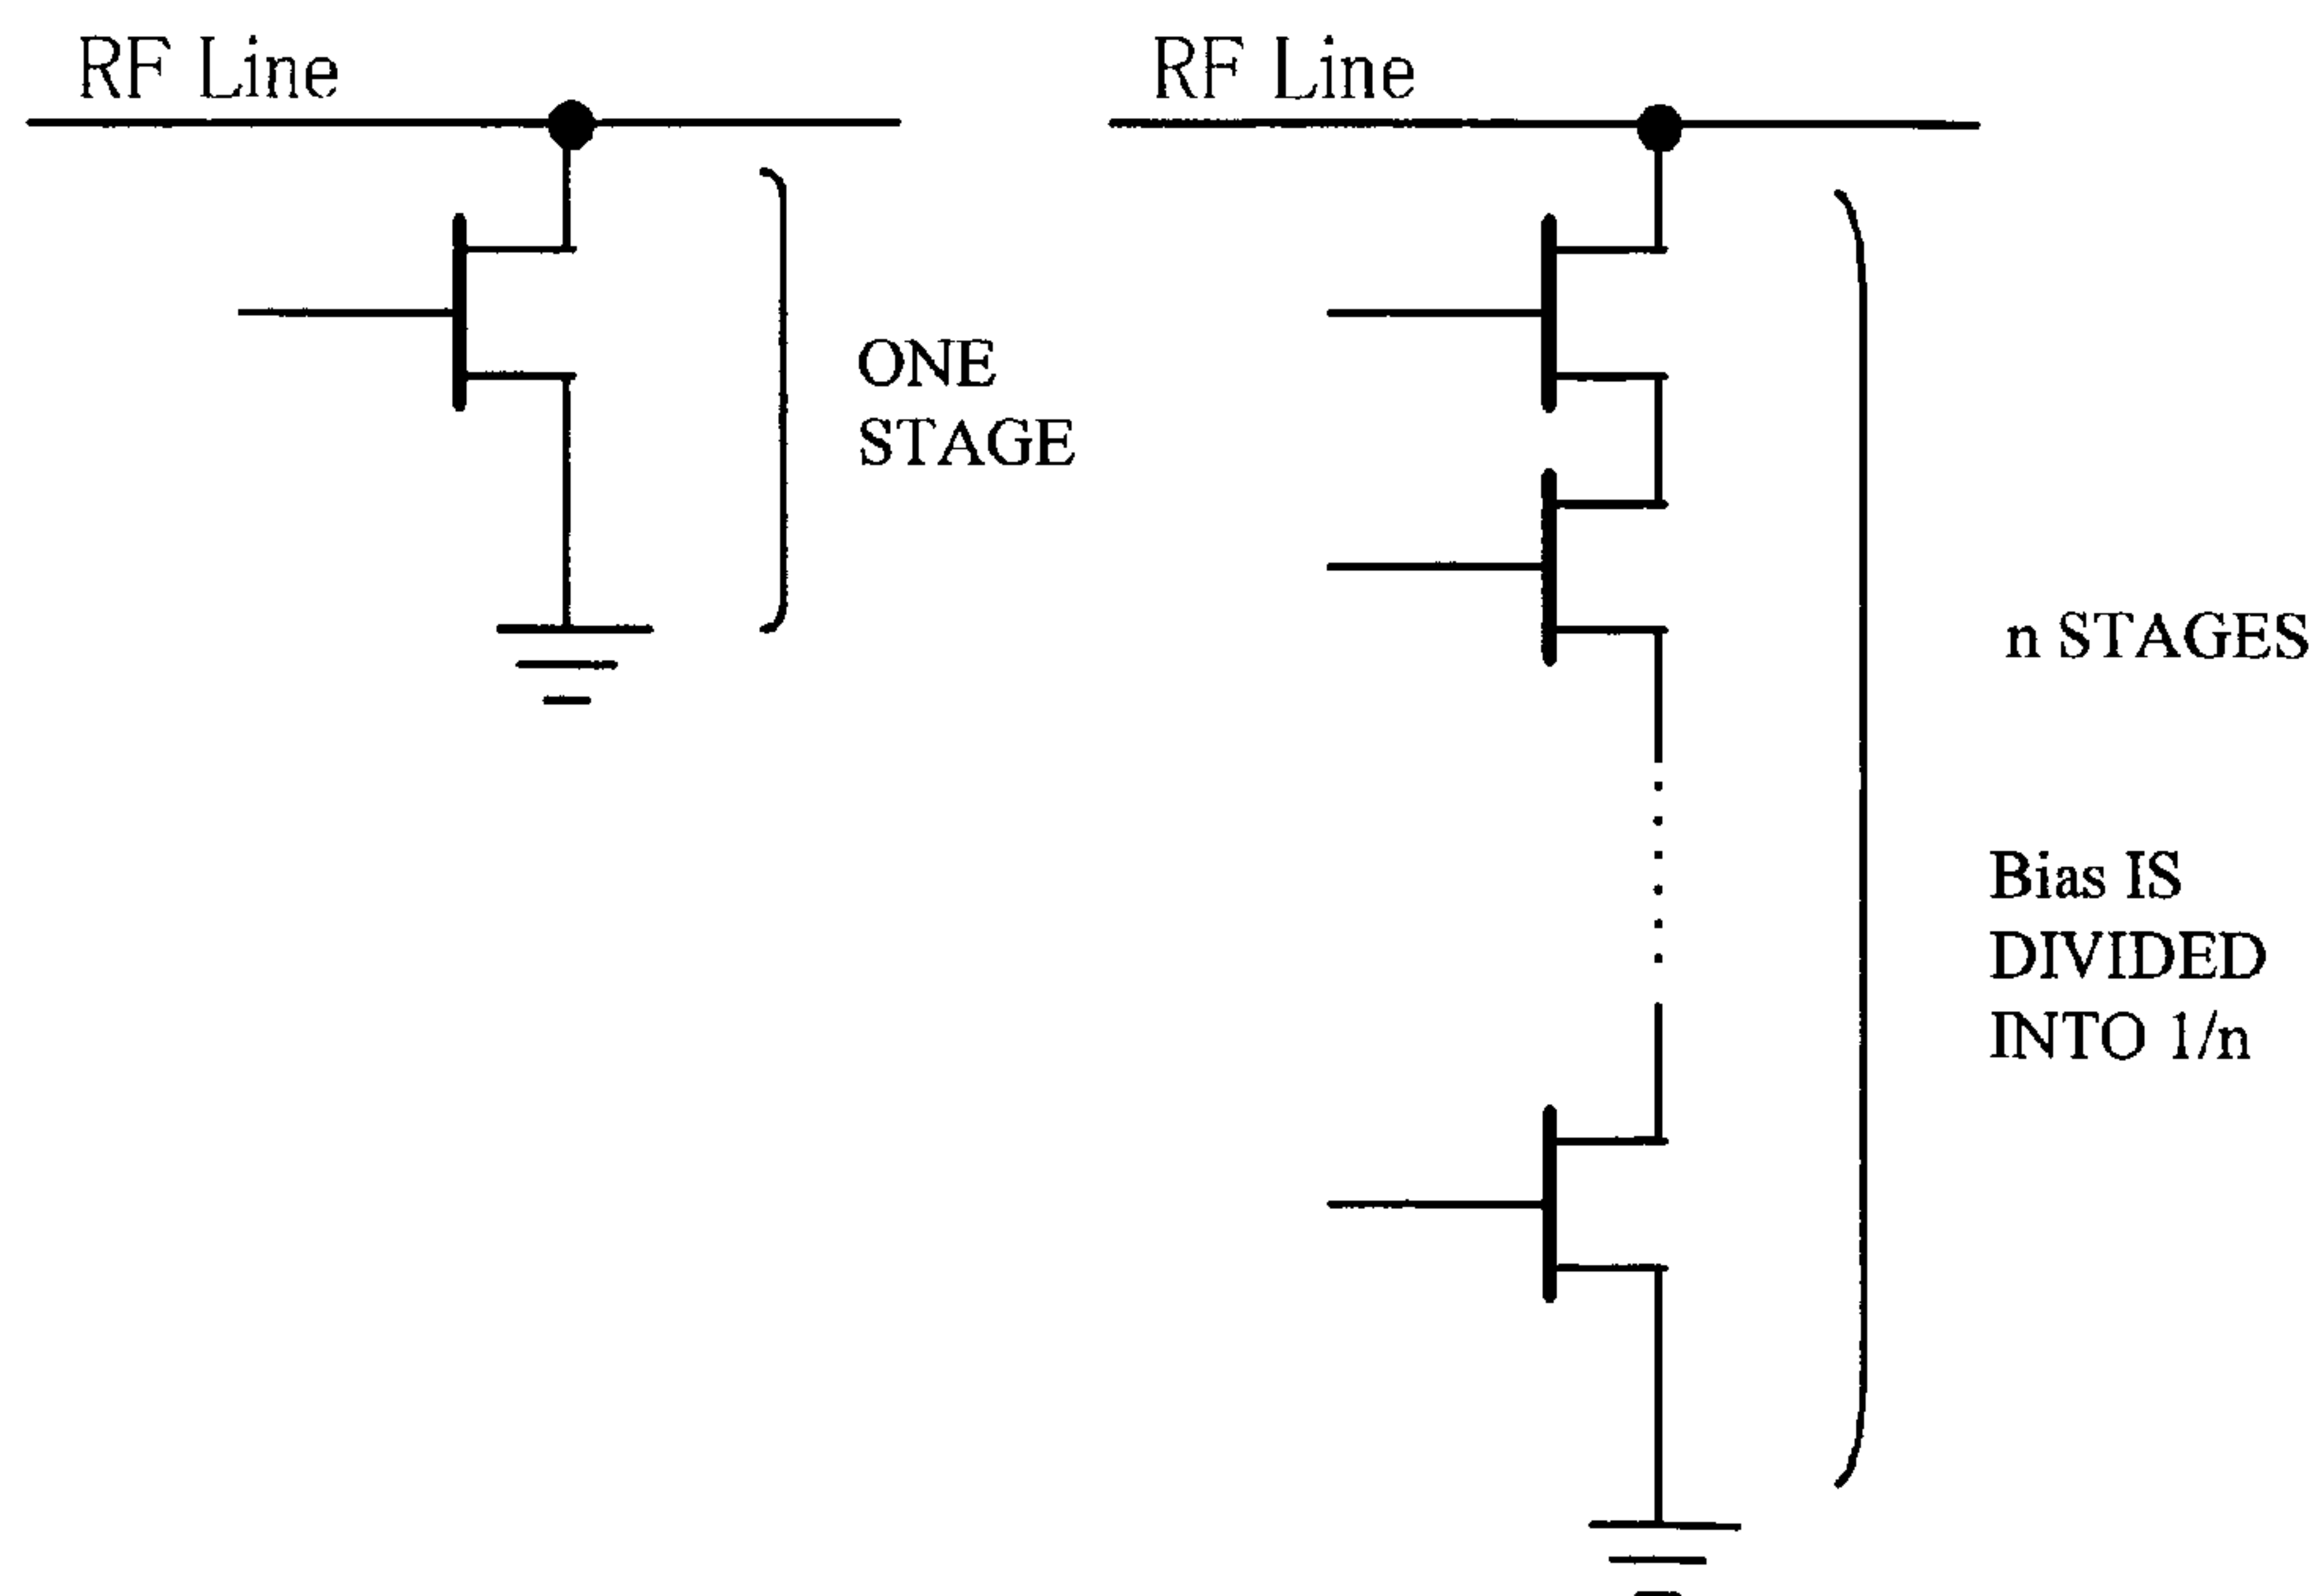 RF Line
ONE
STAGE
RF Line
n STAGES
Bias IS
DIVIDED
INTO 1/n